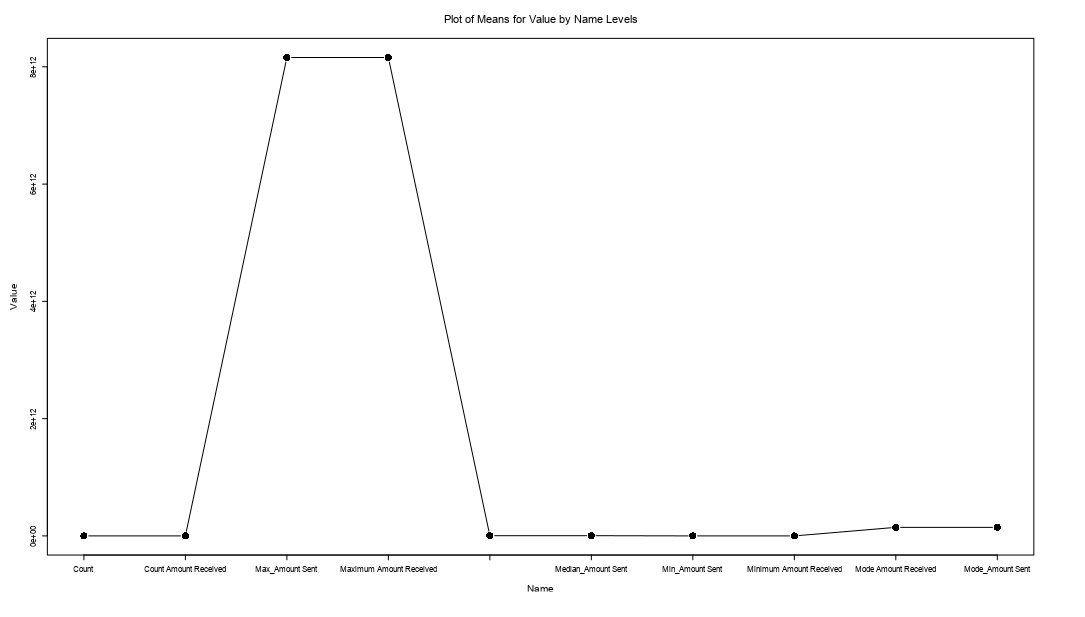 Plot of Means for Value by Name Levels
8e+12
6e+12
4e+12
2e+12
0e+00
Value
Count
Count Amount Received
Max_Amount Sent
Maximum Amount Received
Median_Amount Sent
Min_Amount Sent
Minimum Amount Received
Mode Amount Received
Mode_Amount Sent
Name